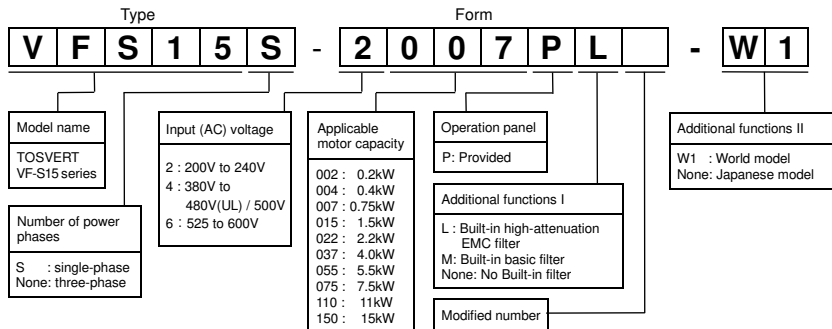 Type
Form
V F S 1 5 S - 2 0 0 7 P L - W 1
Model name
TOSVERT
VF-S15 series
Number of power
phases
S : single-phase
None: three-phase
Input (AC) voltage
2 : 200V to 240V
4 : 380V to
480V(UL) / 500V
6 : 525 to 600V
Applicable
motor capacity
002 : 0.2kW
004 : 0.4kW
007 : 0.75kW
015 : 1.5kW
022 : 2.2kW
037 : 4.0kW
055 : 5.5kW
075 : 7.5kW
110 : 11kW
150 : 15kW
Operation panel
P: Provided
Additional functions I
L : Built-in high-attenuation
EMC filter
M: Built-in basic filter
None: No Built-in filter
Modified number
Additional functions II
W1 : World model
None: Japanese model